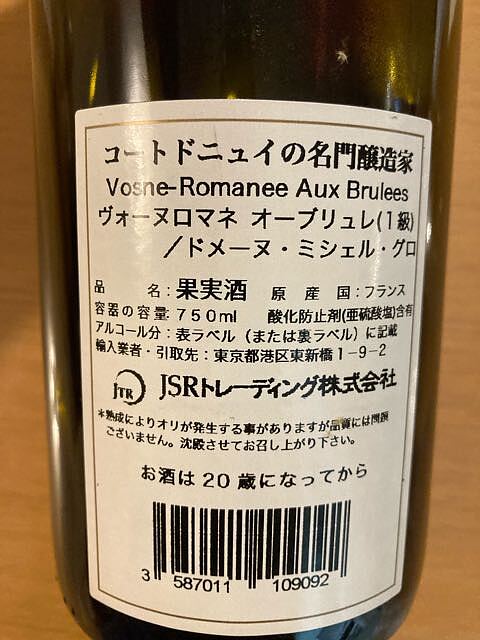 コートドニュイの名門醸造家
Vosne-Romanee Aux Brulees
ヴォーヌロマネ オーブリュレ(1級)
／ドメーヌ・ミシェル・グロ
品 名:果実酒 原産国:フランス
容器の容量:750ml 酸化防止剤(亜硫酸塩)含有
アルコール分:表ラベル(または裏ラベル)に記載
輸入業者・引取先:東京都港区東新橋1-9-2
JTR JSRトレーディング株式会社
＊熟成によりオリが発生する事がありますが品質には問題
ございません。沈殿させてお召し上がり下さい。
お酒は20歳になってから
3 587011 109092